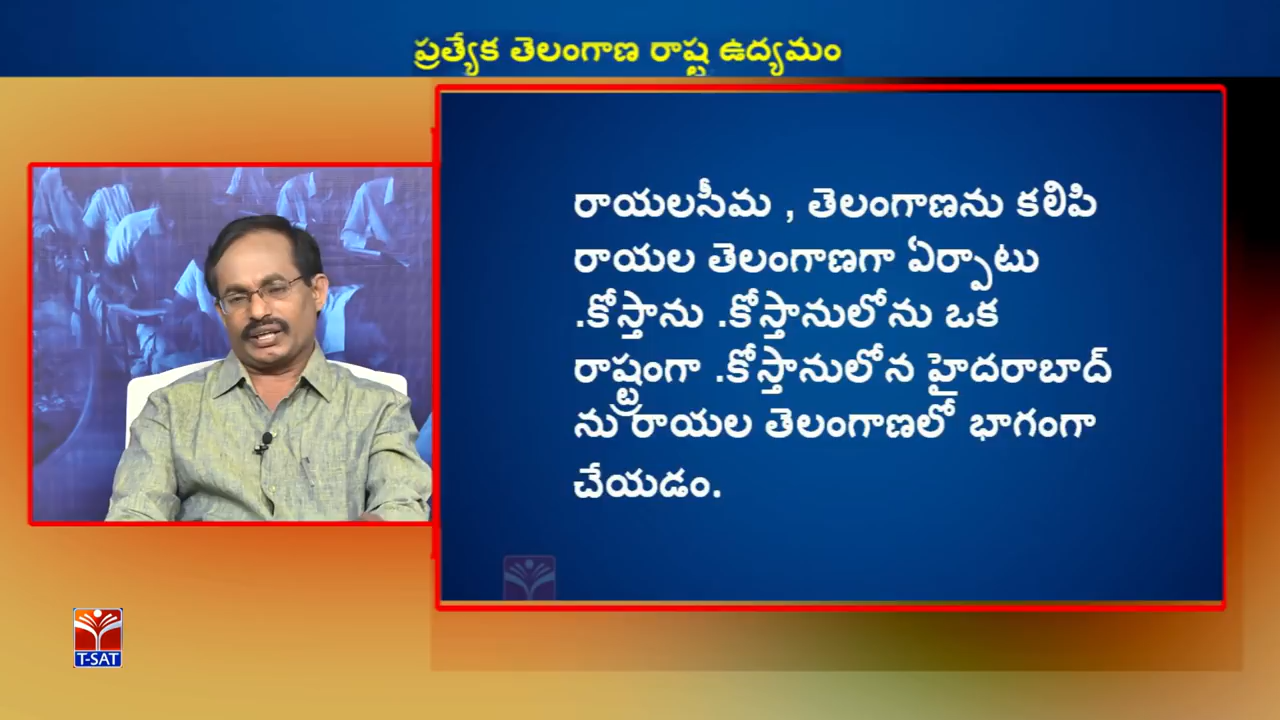 ప్రత్యేక తెలంగాణ రాష్ట ఉద్యమం
రాయలసీమ , తెలంగాణను కలిపి
రాయల తెలంగాణగా ఏర్పాటు
.కోస్తాను .కోస్తానులోను ఒక
రాష్ట్రంగా .కోస్తానులోన హైదరాబాద్
ను రాయల తెలంగాణలో భాగంగా
చేయడం.
T-SAT